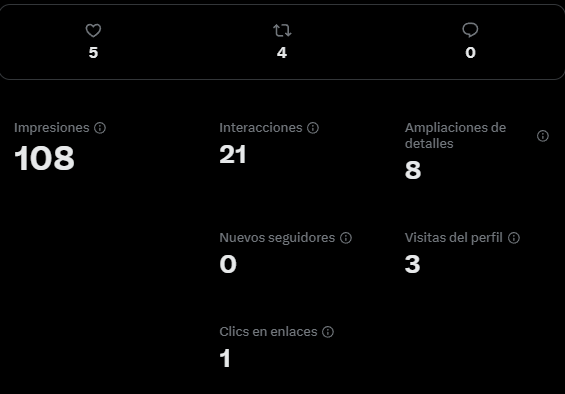 5
4
0
Impresiones
108
Interacciones
21
Ampliaciones de
detalles
8
Nuevos seguidores
0
Visitas del perfil
3
Clics en enlaces
1